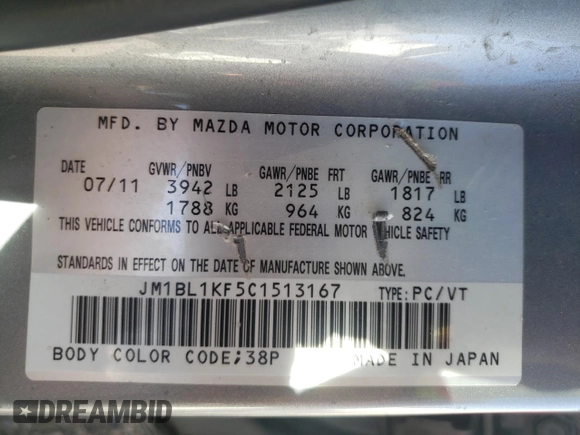 MFD. BY MAZDA MOTOR CORPORATION
DATE GVWR/PNBV GAWR/PNBE FRT GAWR/PNBE RR
07/11 3942 LB 2125 LB 1817 LB
1788 KG 964 KG 824 KG
THIS VEHICLE CONFORMS TO ALL APPLICABLE FEDERAL MOTOR VEHICLE SAFETY
STANDARDS IN EFFECT ON THE DATE OF MANUFACTURE SHOWN ABOVE.
JM1BL1KF5C1513167 TYPE:PC/VT
BODY COLOR CODE;38P MADE IN JAPAN
DREAMBID